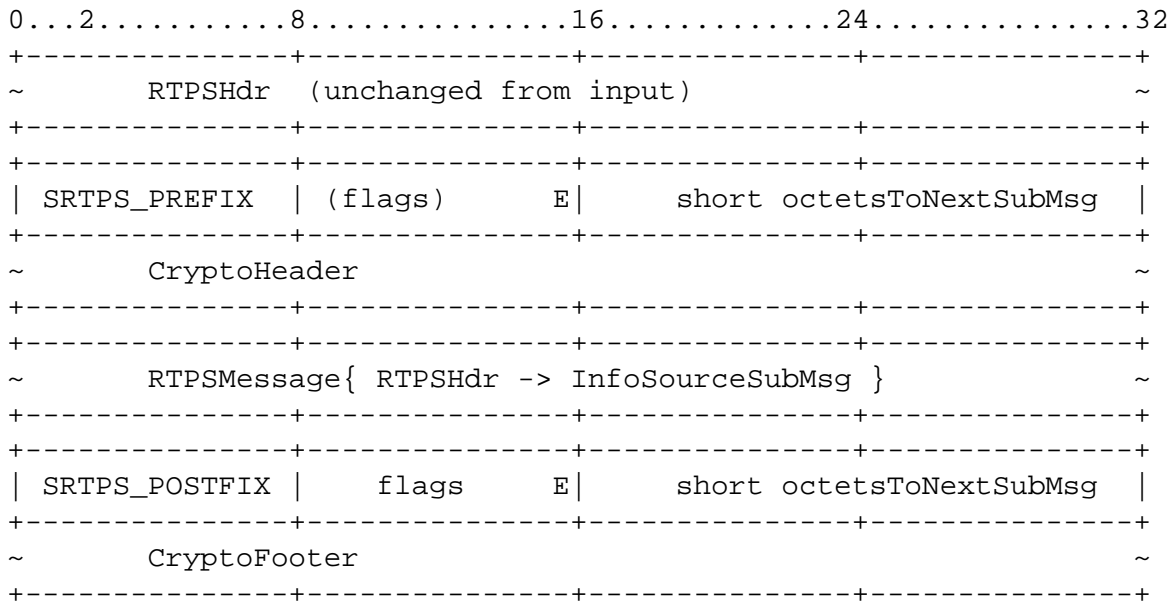 0...2...........8...............16..............24...............32
+---------------+---------------+---------------+---------------+
~       RTPSHdr  (unchanged from input)                         ~
+---------------+---------------+---------------+---------------+
+---------------+---------------+---------------+---------------+
| SRTPS_PREFIX  | (flags)      E|     short octetsToNextSubMsg  |
+---------------+---------------+---------------+---------------+
~       CryptoHeader                                            ~
+---------------+---------------+---------------+---------------+
+---------------+---------------+---------------+---------------+
~       RTPSMessage{ RTPSHdr -> InfoSourceSubMsg }              ~
+---------------+---------------+---------------+---------------+
+---------------+---------------+---------------+---------------+
| SRTPS_POSTFIX |    flags     E|     short octetsToNextSubMsg  |
+---------------+---------------+---------------+---------------+
~       CryptoFooter                                            ~
+---------------+---------------+---------------+---------------+